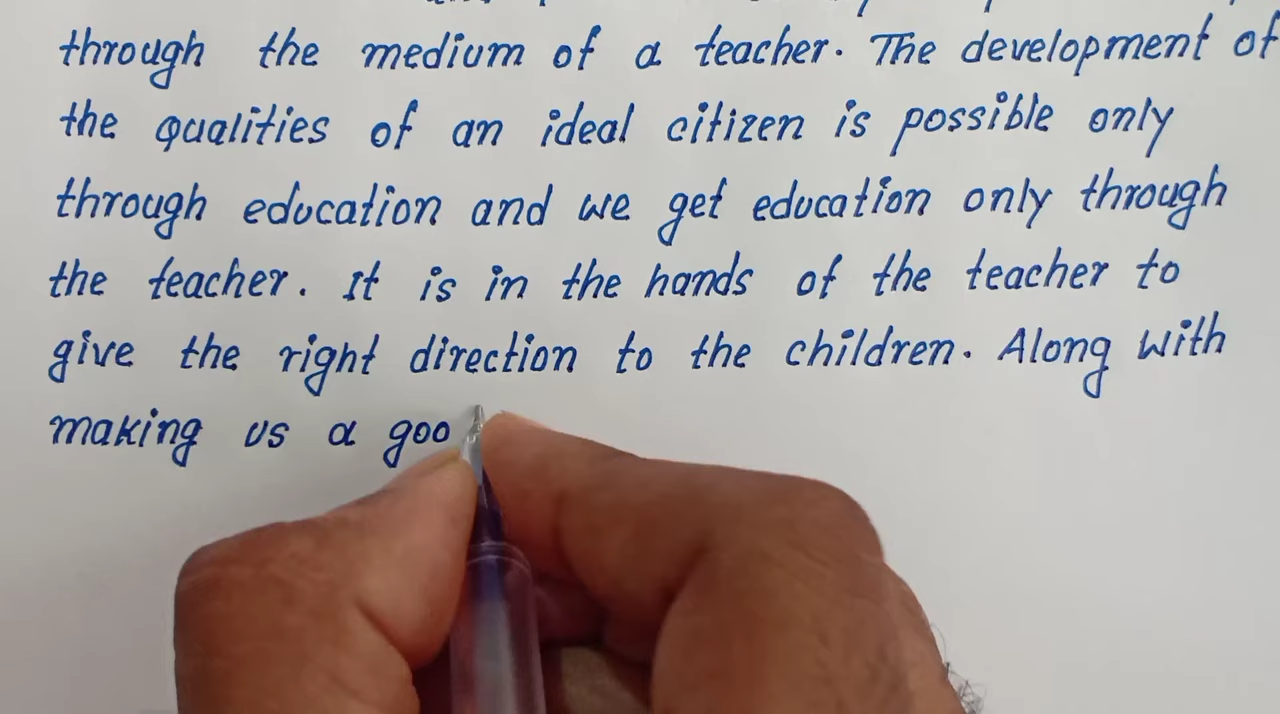 through the medium of a teacher. The development of
the qualities of an ideal citizen is possible only
through education and we get education only through
the teacher. It is in the hands of the teacher to
give the right direction to the children. Along with
making us a goo